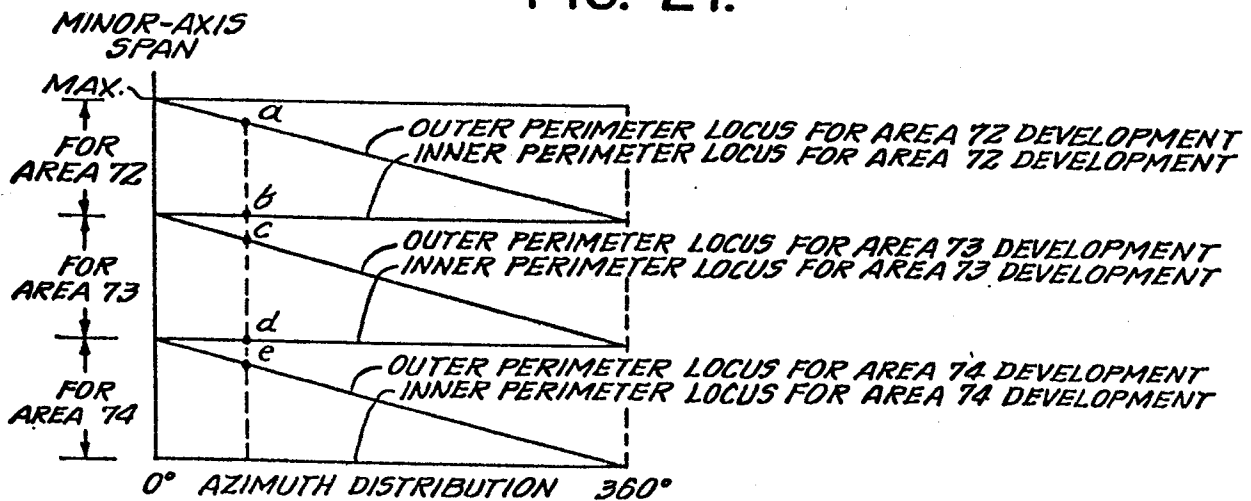 FIG. 21.
MINOR-AXIS
SPAN
MAX.
a
OUTER PERIMETER LOCUS FOR AREA 72 DEVELOPMENT
INNER PERIMETER LOCUS FOR AREA 72 DEVELOPMENT
FOR
AREA 72
b
c
OUTER PERIMETER LOCUS FOR AREA 73 DEVELOPMENT
INNER PERIMETER LOCUS FOR AREA 73 DEVELOPMENT
FOR
AREA 73
d
e
OUTER PERIMETER LOCUS FOR AREA 74 DEVELOPMENT
INNER PERIMETER LOCUS FOR AREA 74 DEVELOPMENT
FOR
AREA 74
0° AZIMUTH DISTRIBUTION 360°